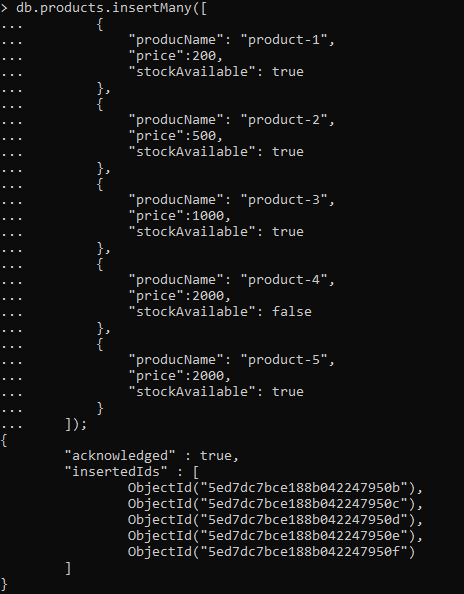 > db.products.insertMany([
... {
... "producName": "product-1",
... "price":200,
... "stockAvailable": true
... },
... {
... "producName": "product-2",
... "price":500,
... "stockAvailable": true
... },
... {
... "producName": "product-3",
... "price":1000,
... "stockAvailable": true
... },
... {
... "producName": "product-4",
... "price":2000,
... "stockAvailable": false
... },
... {
... "producName": "product-5",
... "price":2000,
... "stockAvailable": true
... }
... ]);
{
"acknowledged" : true,
"insertedIds" : [
ObjectId("5ed7dc7bce188b042247950b"),
ObjectId("5ed7dc7bce188b042247950c"),
ObjectId("5ed7dc7bce188b042247950d"),
ObjectId("5ed7dc7bce188b042247950e"),
ObjectId("5ed7dc7bce188b042247950f")
]
}